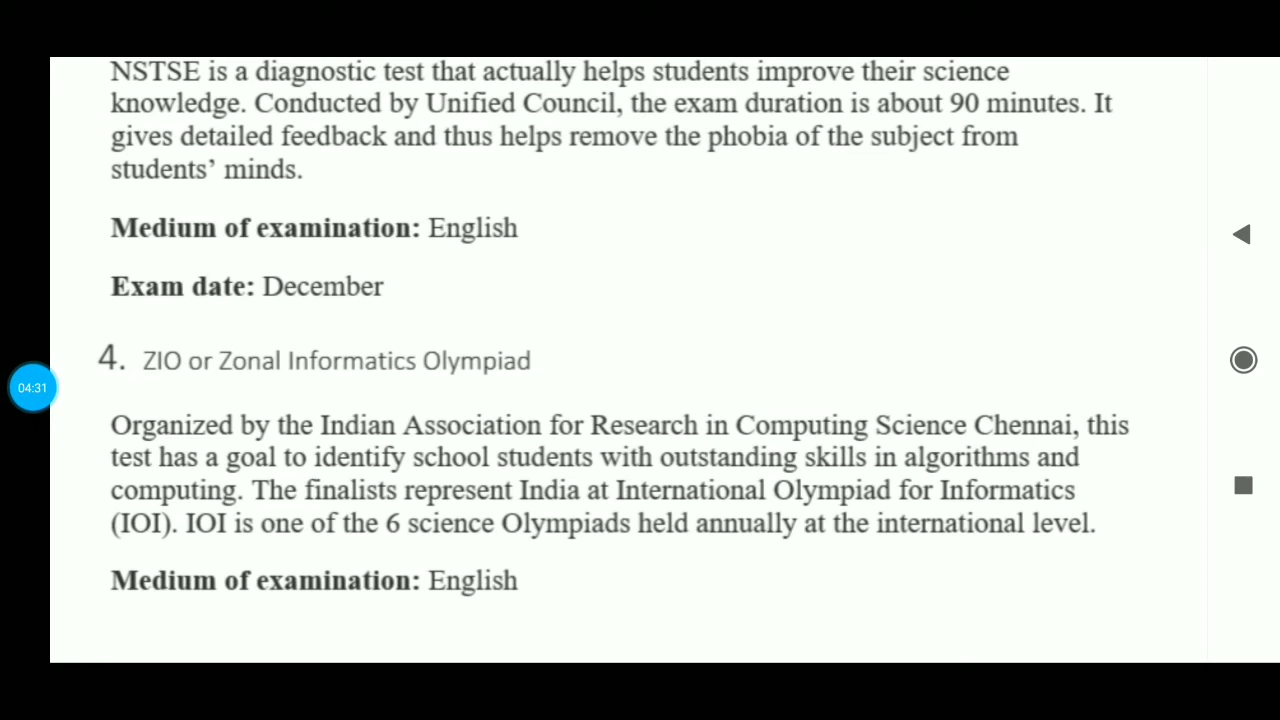 NSTSE is a diagnostic test that actually helps students improve their science
knowledge. Conducted by Unified Council, the exam duration is about 90 minutes. It
gives detailed feedback and thus helps remove the phobia of the subject from
students’ minds.
Medium of examination: English
Exam date: December
4. ZIO or Zonal Informatics Olympiad
04:31
Organized by the Indian Association for Research in Computing Science Chennai, this
test has a goal to identify school students with outstanding skills in algorithms and
computing. The finalists represent India at International Olympiad for Informatics
(IOI). IOI is one of the 6 science Olympiads held annually at the international level.
Medium of examination: English